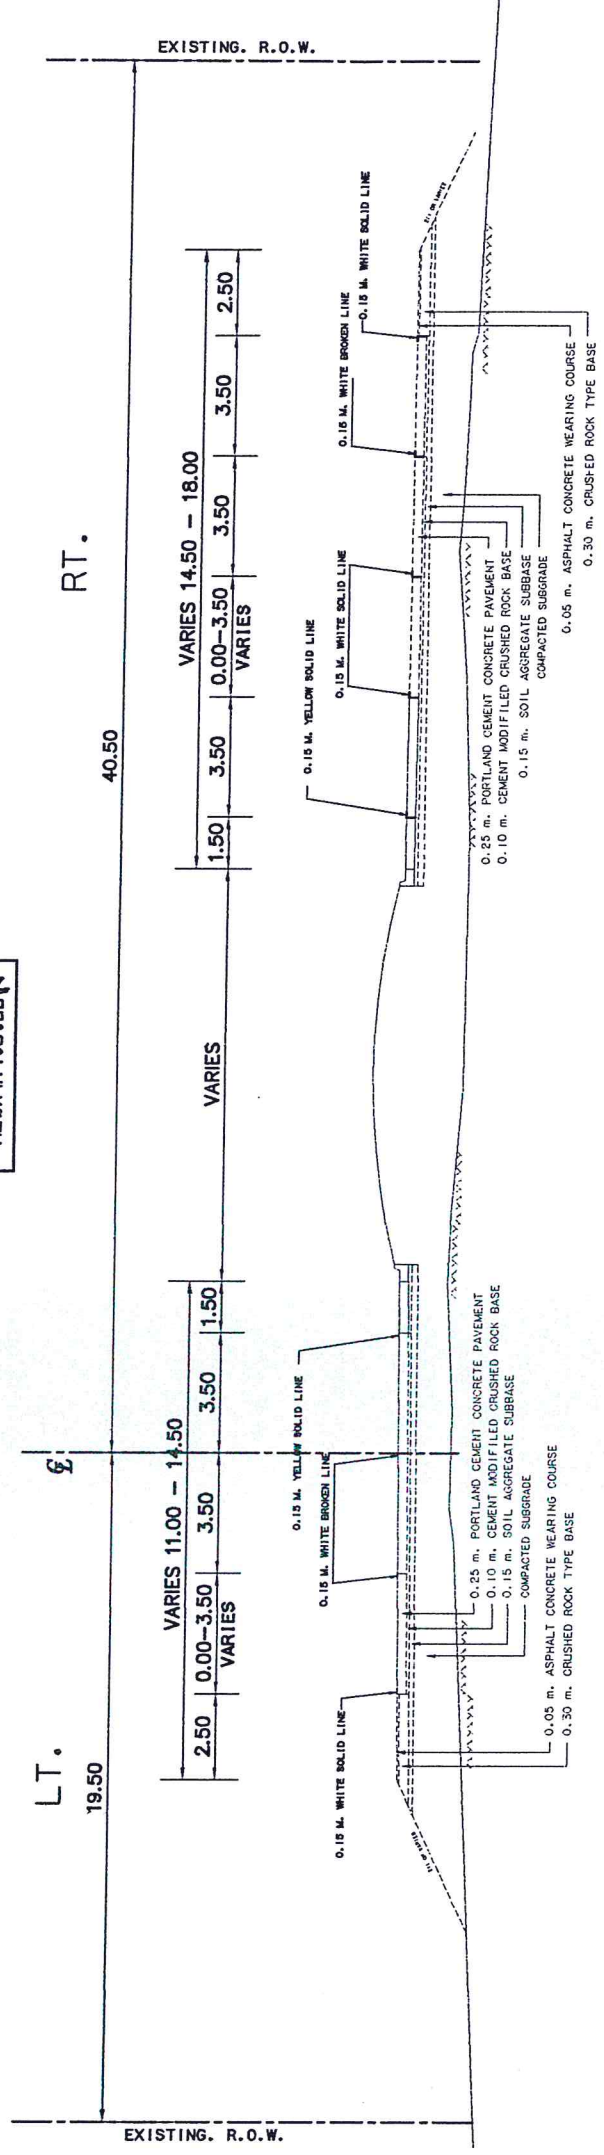 EXISTING. R.O.W.
EXISTING. R.O.W.
LT.
RT.
19.50
40.50
℄
VARIES 11.00 - 14.50
VARIES 14.50 - 18.00
2.50
0.00-3.50
VARIES
3.50
3.50
1.50
VARIES
1.50
3.50
0.00-3.50
VARIES
3.50
3.50
2.50
0.15 M. WHITE SOLID LINE
0.15 M. WHITE BROKEN LINE
0.15 M. YELLOW SOLID LINE
0.15 M. YELLOW SOLID LINE
0.15 M. WHITE SOLID LINE
0.15 M. WHITE BROKEN LINE
0.15 M. WHITE SOLID LINE
0.25 m. PORTLAND CEMENT CONCRETE PAVEMENT
0.10 m. CEMENT MODIFILED CRUSHED ROCK BASE
0.15 m. SOIL AGGREGATE SUBBASE
COMPACTED SUBGRADE
0.05 m. ASPHALT CONCRETE WEARING COURSE
0.30 m. CRUSHED ROCK TYPE BASE
0.25 m. PORTLAND CEMENT CONCRETE PAVEMENT
0.10 m. CEMENT MODIFILED CRUSHED ROCK BASE
0.15 m. SOIL AGGREGATE SUBBASE
COMPACTED SUBGRADE
0.05 m. ASPHALT CONCRETE WEARING COURSE
0.30 m. CRUSHED ROCK TYPE BASE